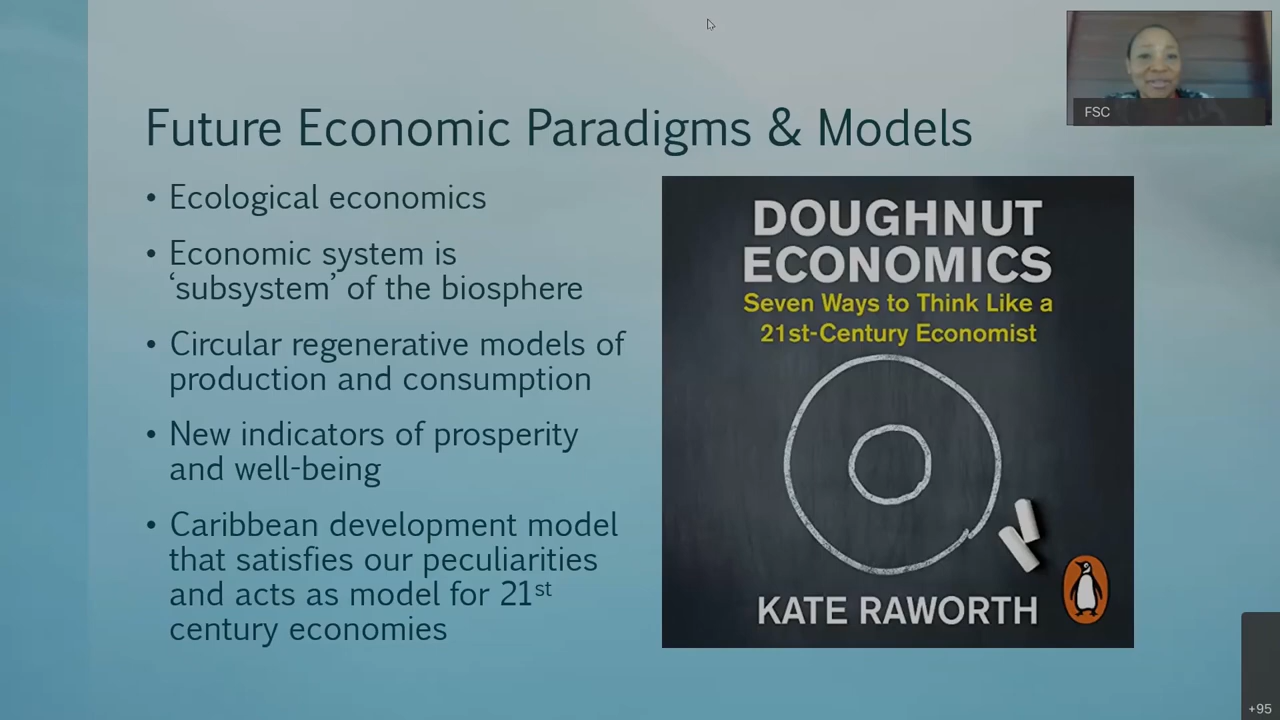 FSC
Future Economic Paradigms & Models
• Ecological economics
• Economic system is
‘subsystem’ of the biosphere
• Circular regenerative models of
production and consumption
• New indicators of prosperity
and well-being
• Caribbean development model
that satisfies our peculiarities
and acts as model for 21st
century economies
DOUGHNUT
ECONOMICS
Seven Ways to Think Like a
21st-Century Economist
KATE RAWORTH
+95